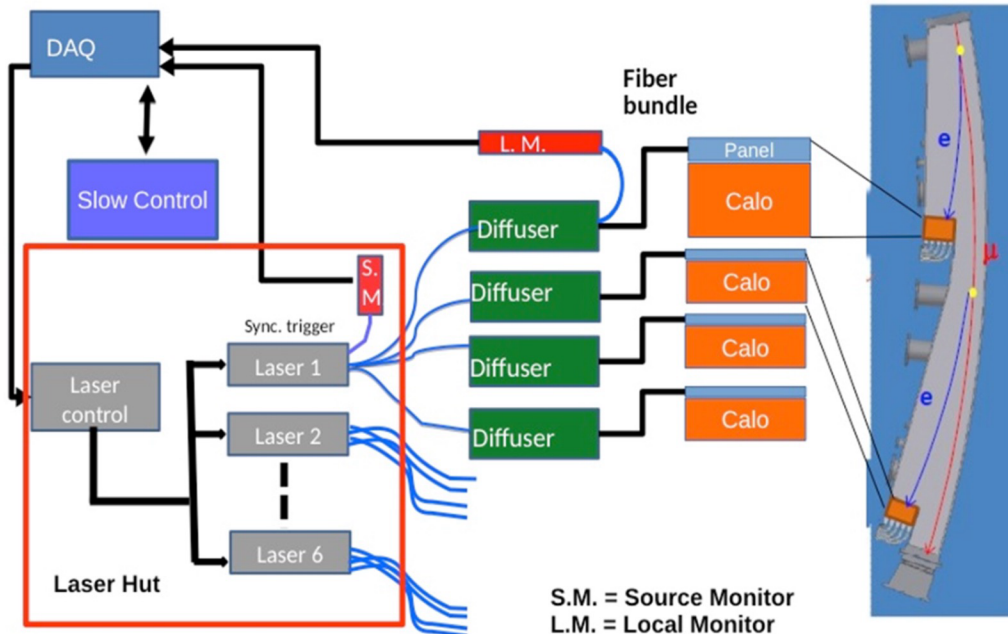 DAQ
Slow Control
Fiber
bundle
L. M.
Panel
Calo
Diffuser
Diffuser
Calo
Diffuser
Calo
Diffuser
Calo
S.
M
Sync. trigger
Laser 1
Laser 2
Laser 6
Laser
control
Laser Hut
e
μ
e
S.M. = Source Monitor
L.M. = Local Monitor